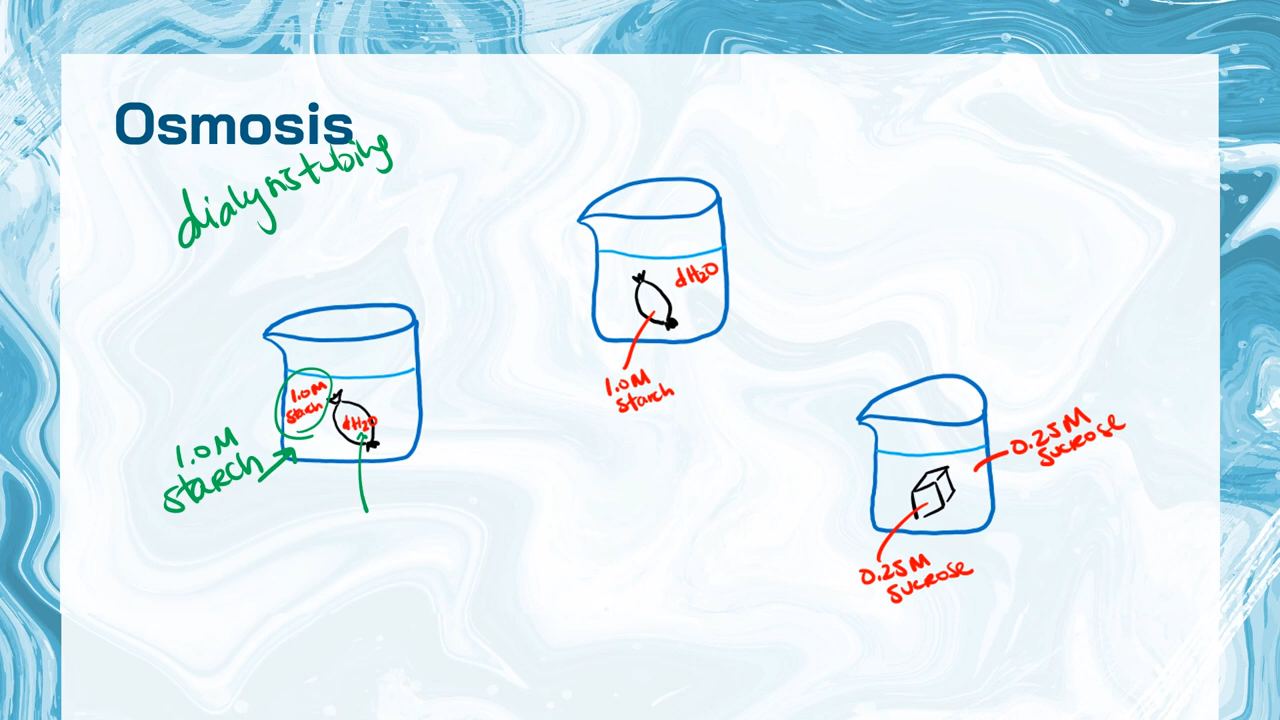 Osmosis
dialysis tubing
dH2O
1.0M
starch
1.0M
starch
dH2O
1.0M
starch
0.25M
sucrose
0.25M
sucrose